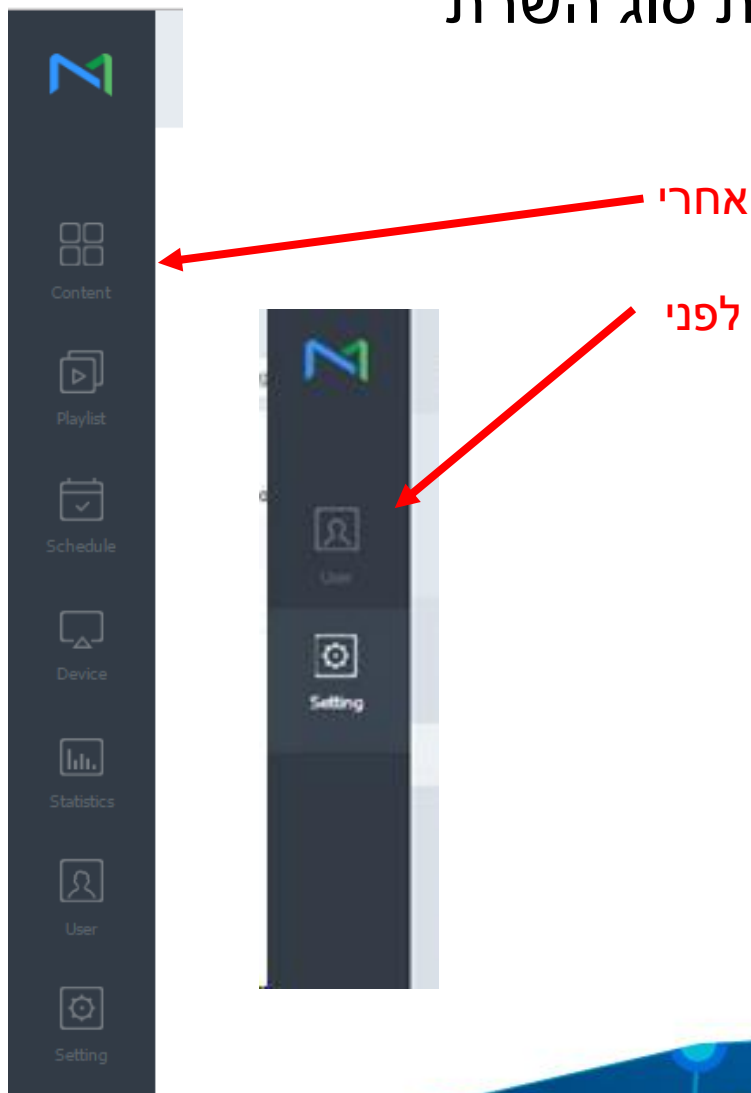 סוג השרת
אחרי
לפני
Content
Playlist
Schedule
Device
Statistics
User
Setting
User
Setting